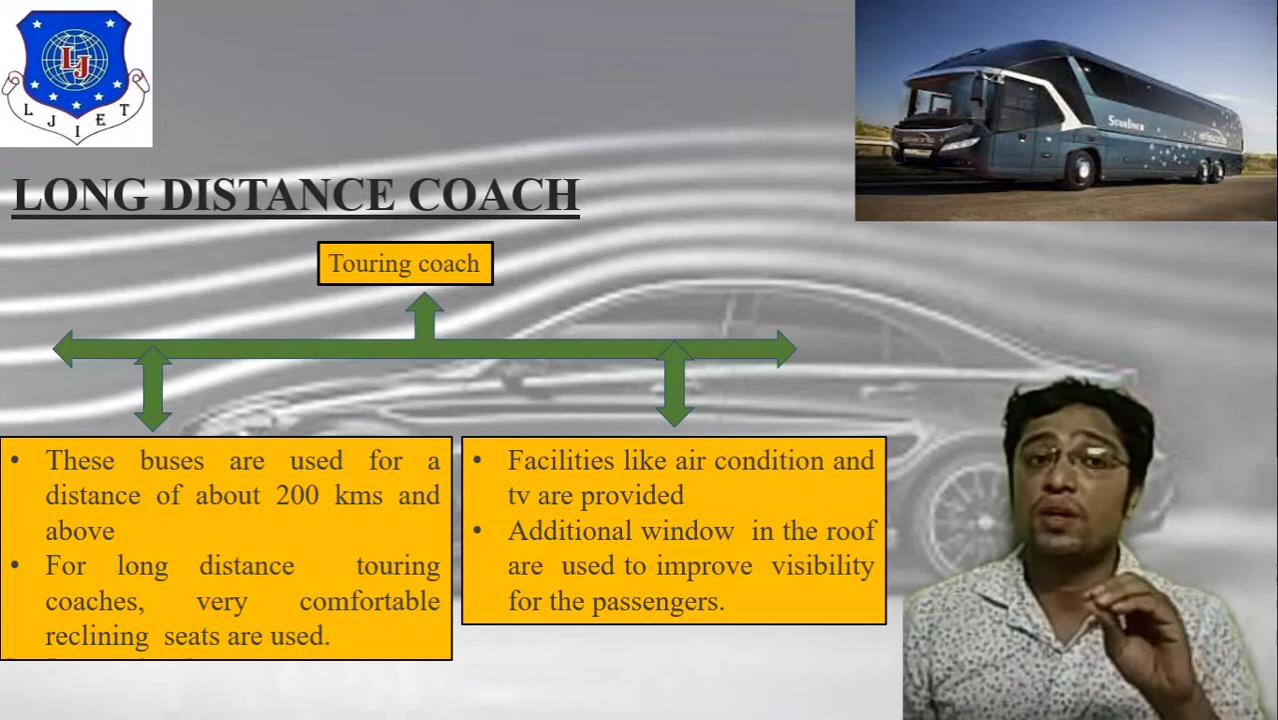 LJ
L J I E T
LONG DISTANCE COACH
STARLINER
Touring coach
• These buses are used for a
distance of about 200 kms and
above
• For long distance touring
coaches, very comfortable
reclining seats are used.
• Facilities like air condition and
tv are provided
• Additional window in the roof
are used to improve visibility
for the passengers.